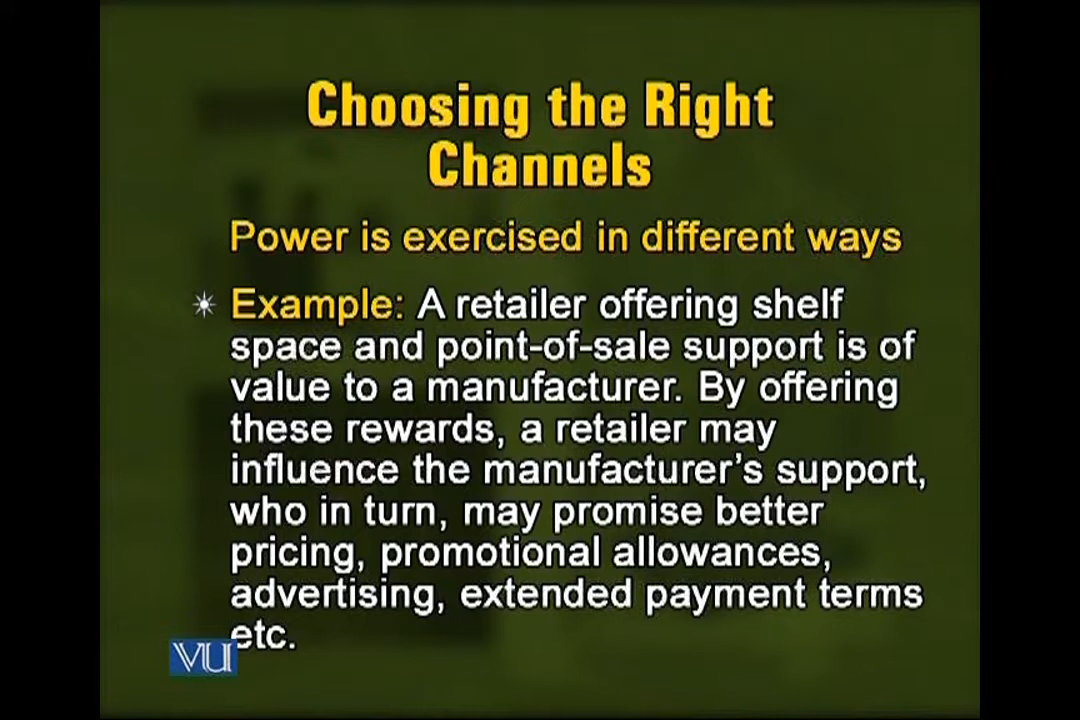 Choosing the Right
Channels
Power is exercised in different ways
Example: A retailer offering shelf
space and point-of-sale support is of
value to a manufacturer. By offering
these rewards, a retailer may
influence the manufacturer's support,
who in turn, may promise better
pricing, promotional allowances,
advertising, extended payment terms
etc.
VU